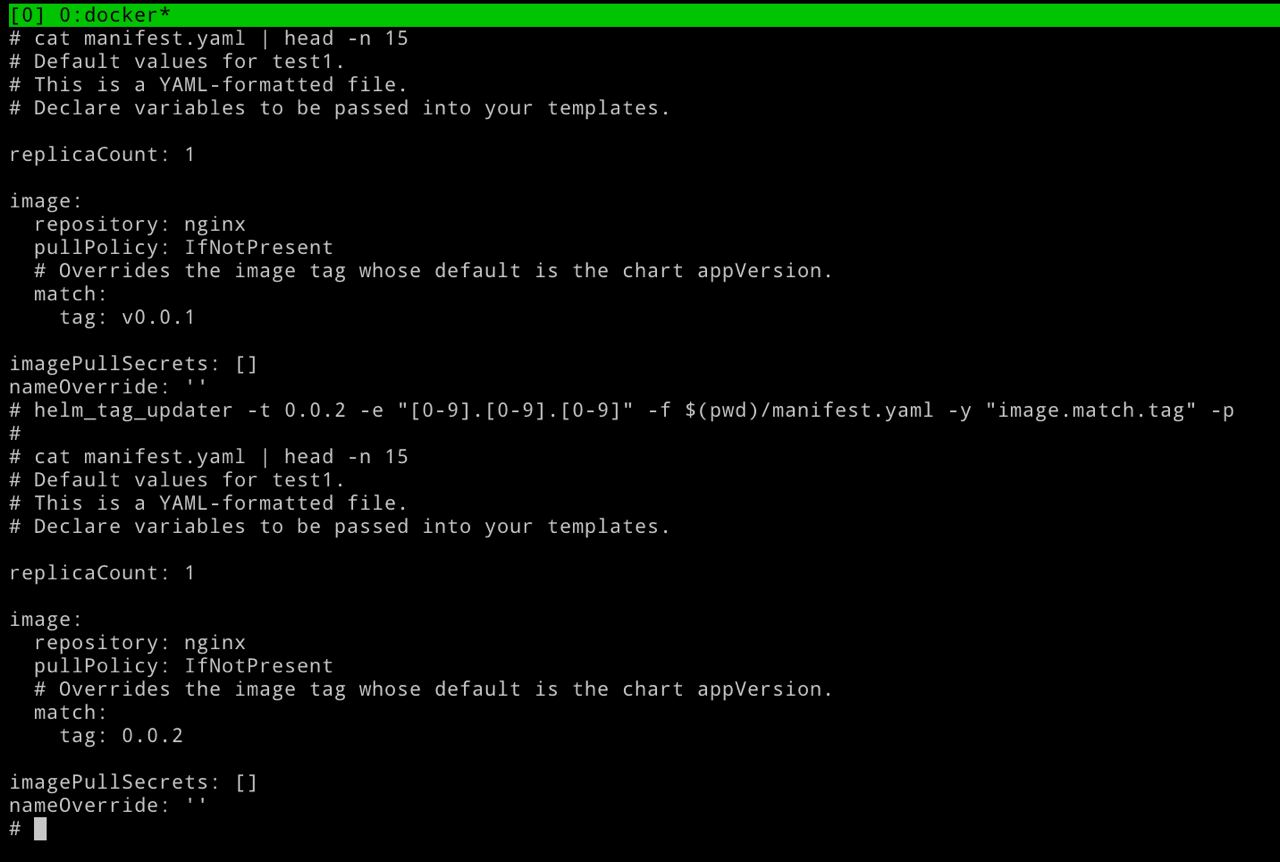 [0] 0:docker*
# cat manifest.yaml | head -n 15
# Default values for test1.
# This is a YAML-formatted file.
# Declare variables to be passed into your templates.

replicaCount: 1

image:
  repository: nginx
  pullPolicy: IfNotPresent
  # Overrides the image tag whose default is the chart appVersion.
  match:
    tag: v0.0.1

imagePullSecrets: []
nameOverride: ''
# helm_tag_updater -t 0.0.2 -e "[0-9].[0-9].[0-9]" -f $(pwd)/manifest.yaml -y "image.match.tag" -p
#
# cat manifest.yaml | head -n 15
# Default values for test1.
# This is a YAML-formatted file.
# Declare variables to be passed into your templates.

replicaCount: 1

image:
  repository: nginx
  pullPolicy: IfNotPresent
  # Overrides the image tag whose default is the chart appVersion.
  match:
    tag: 0.0.2

imagePullSecrets: []
nameOverride: ''
#